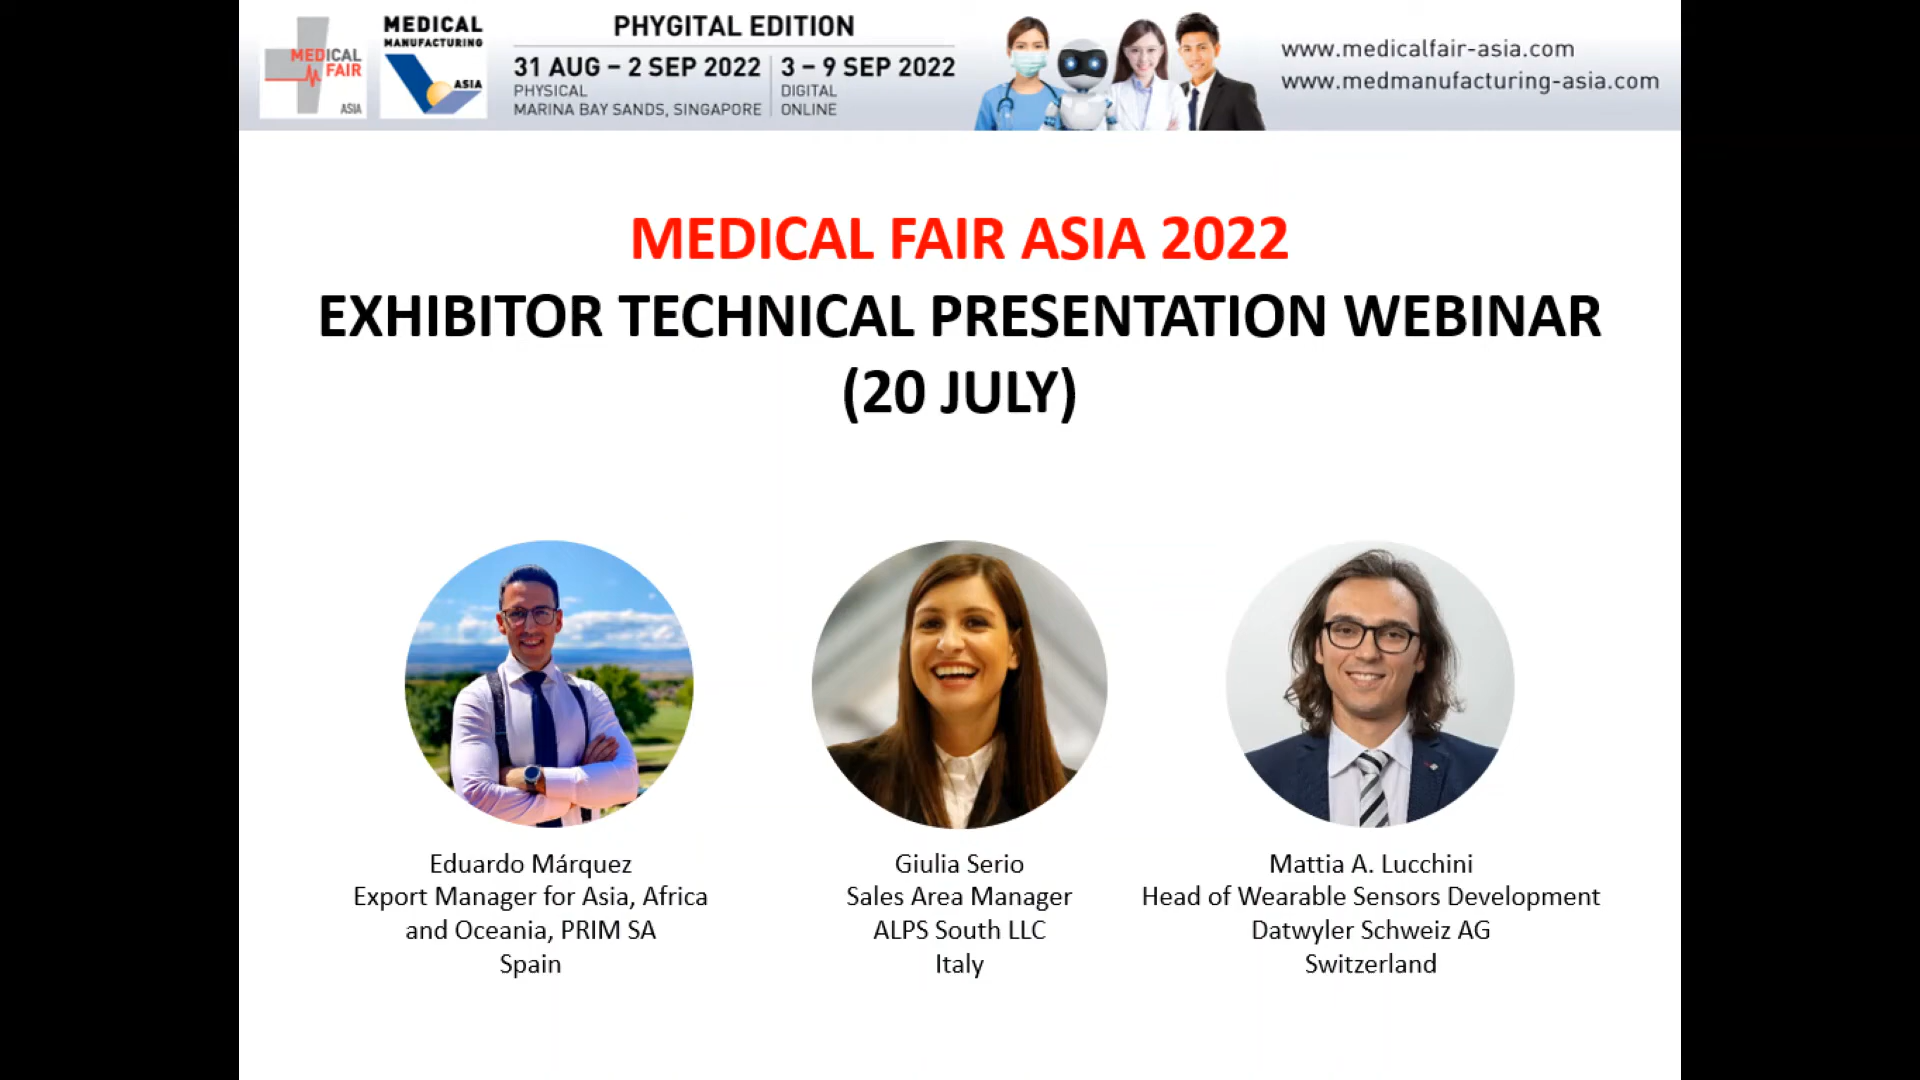 MEDICAL
FAIR
ASIA
MEDICAL
MANUFACTURING
ASIA
PHYGITAL EDITION
31 AUG – 2 SEP 2022
PHYSICAL
MARINA BAY SANDS, SINGAPORE
3 – 9 SEP 2022
DIGITAL
ONLINE
www.medicalfair-asia.com
www.medmanufacturing-asia.com
MEDICAL FAIR ASIA 2022
EXHIBITOR TECHNICAL PRESENTATION WEBINAR
(20 JULY)
Eduardo Márquez
Export Manager for Asia, Africa
and Oceania, PRIM SA
Spain
Giulia Serio
Sales Area Manager
ALPS South LLC
Italy
Mattia A. Lucchini
Head of Wearable Sensors Development
Datwyler Schweiz AG
Switzerland